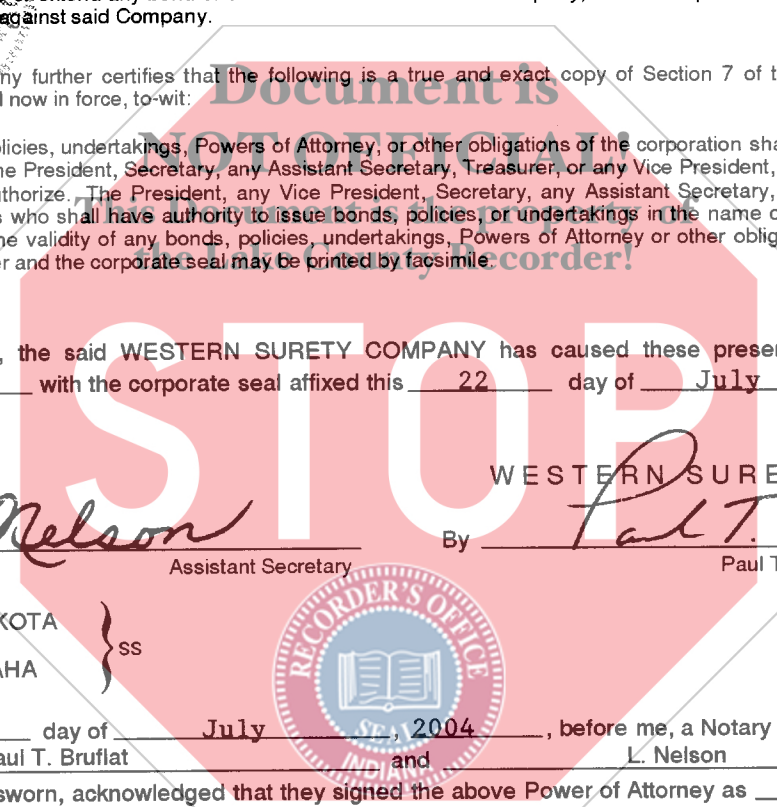 against said Company.
ny further certifies that the following is a true and exact copy of Section 7 of t
now in force, to-wit:
Document is
olicies, undertakings, Powers of Attorney, or other obligations of the corporation sha
NOT OFFICIAL!
he President, Secretary, any Assistant Secretary, Treasurer, or any Vice President,
uthorize. The President, any Vice President, Secretary, any Assistant Secretary,
s who shall have authority to issue bonds, policies, or undertakings in the name o
This Document is the property of
he validity of any bonds, policies, undertakings, Powers of Attorney or other oblig
er and the corporate seal may be printed by facsimile.
the Lake County Recorder!
, the said WESTERN SURETY COMPANY has caused these presen
with the corporate seal affixed this 22 day of July
STOP
WESTERN SURE
Nelson
By Paul T.
Assistant Secretary
Paul T
RECORDER'S OFFICE
KOTA
ss
AHA
SEAL
INDIANA
day of July, 2004, before me, a Notary
aul T. Bruflat and L. Nelson
sworn, acknowledged that they signed the above Power of Attorney as